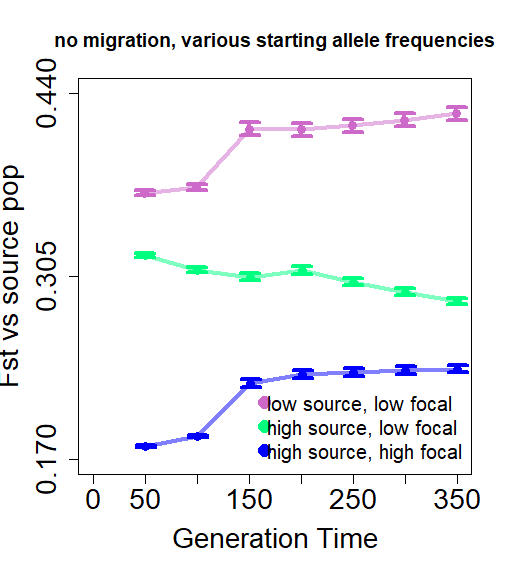 no migration, various starting allele frequencies
0.440
0.305
0.170
Fst vs source pop
low source, low focal
high source, low focal
high source, high focal
0 50 150 250 350
Generation Time